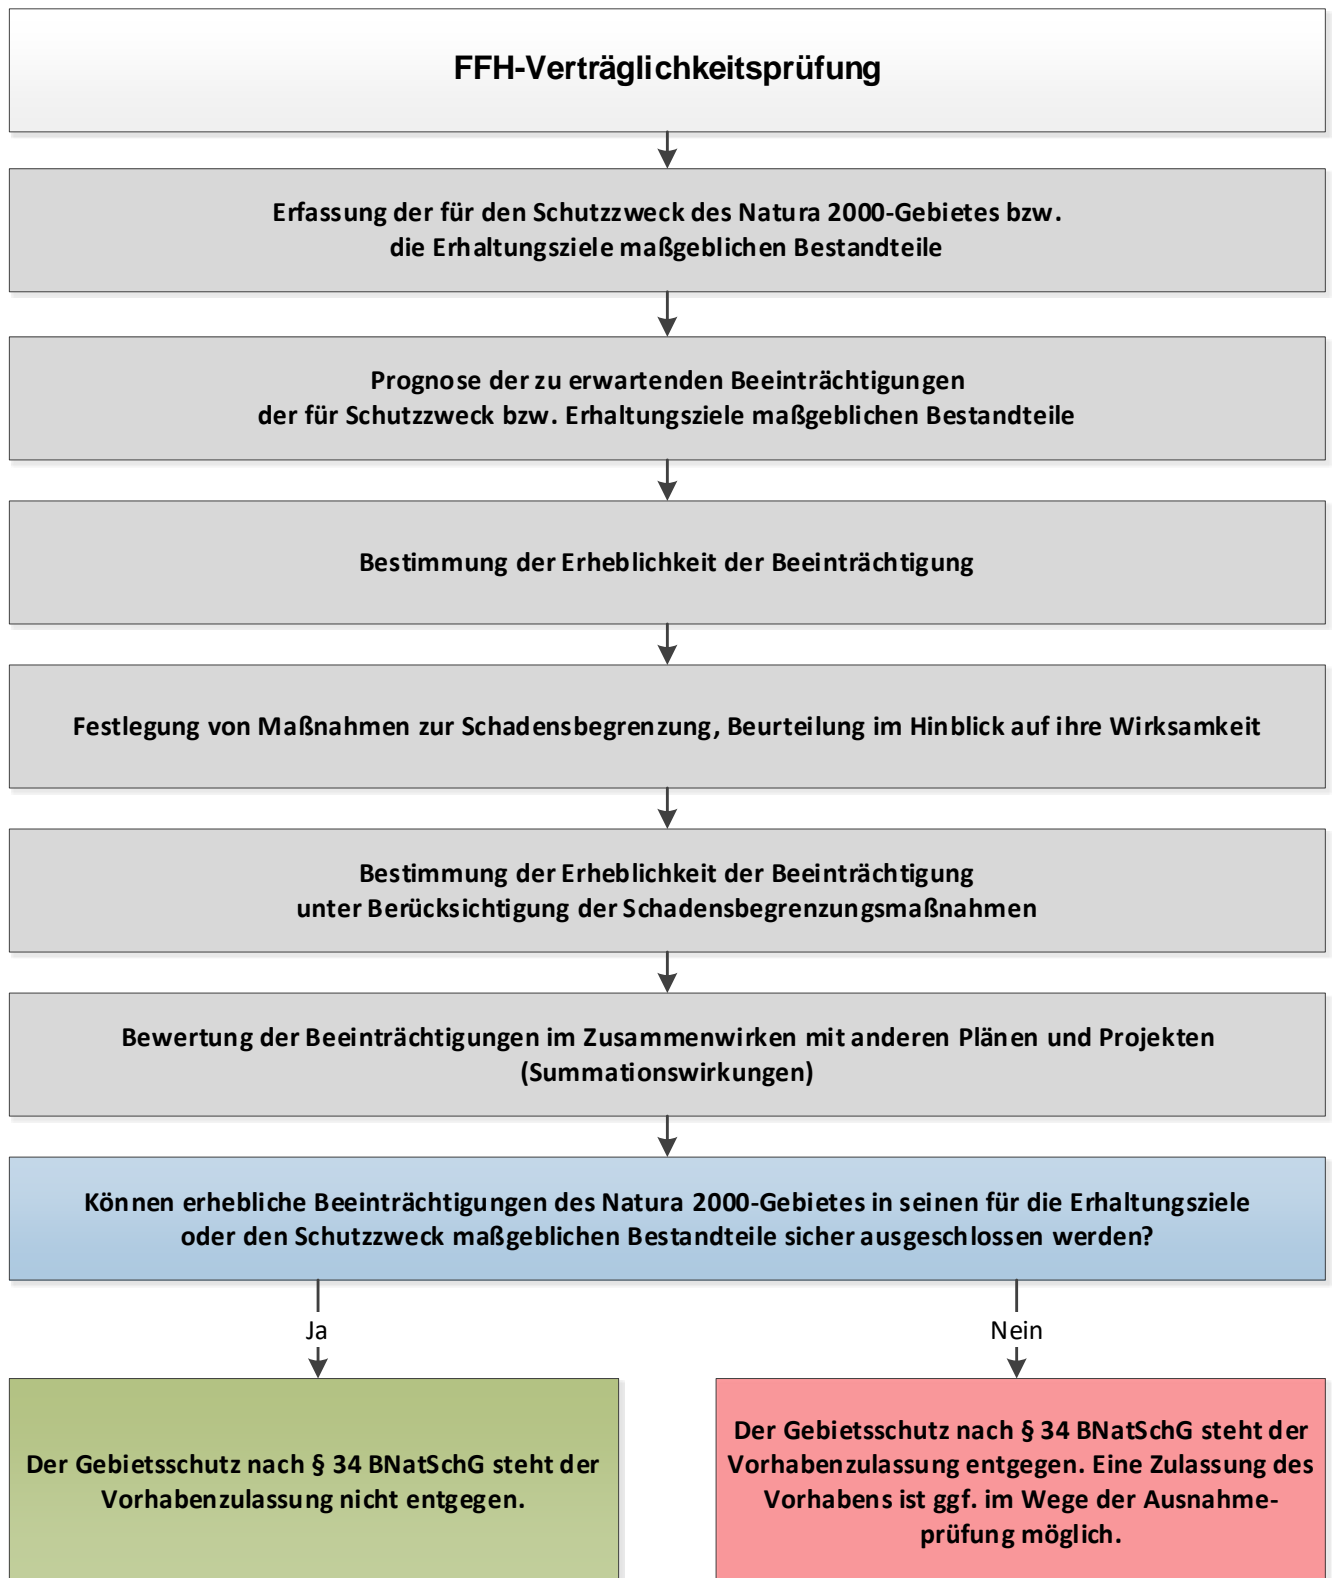 FFH-Verträglichkeitsprüfung
Erfassung der für den Schutzzweck des Natura 2000-Gebietes bzw.
die Erhaltungsziele maßgeblichen Bestandteile
Prognose der zu erwartenden Beeinträchtigungen
der für Schutzzweck bzw. Erhaltungsziele maßgeblichen Bestandteile
Bestimmung der Erheblichkeit der Beeinträchtigung
Festlegung von Maßnahmen zur Schadensbegrenzung, Beurteilung im Hinblick auf ihre Wirksamkeit
Bestimmung der Erheblichkeit der Beeinträchtigung
unter Berücksichtigung der Schadensbegrenzungsmaßnahmen
Bewertung der Beeinträchtigungen im Zusammenwirken mit anderen Plänen und Projekten
(Summationswirkungen)
Können erhebliche Beeinträchtigungen des Natura 2000-Gebietes in seinen für die Erhaltungsziele
oder den Schutzzweck maßgeblichen Bestandteile sicher ausgeschlossen werden?
Ja
Nein
Der Gebietsschutz nach § 34 BNatSchG steht der
Vorhabenzulassung nicht entgegen.
Der Gebietsschutz nach § 34 BNatSchG steht der
Vorhabenzulassung entgegen. Eine Zulassung des
Vorhabens ist ggf. im Wege der Ausnahme-
prüfung möglich.